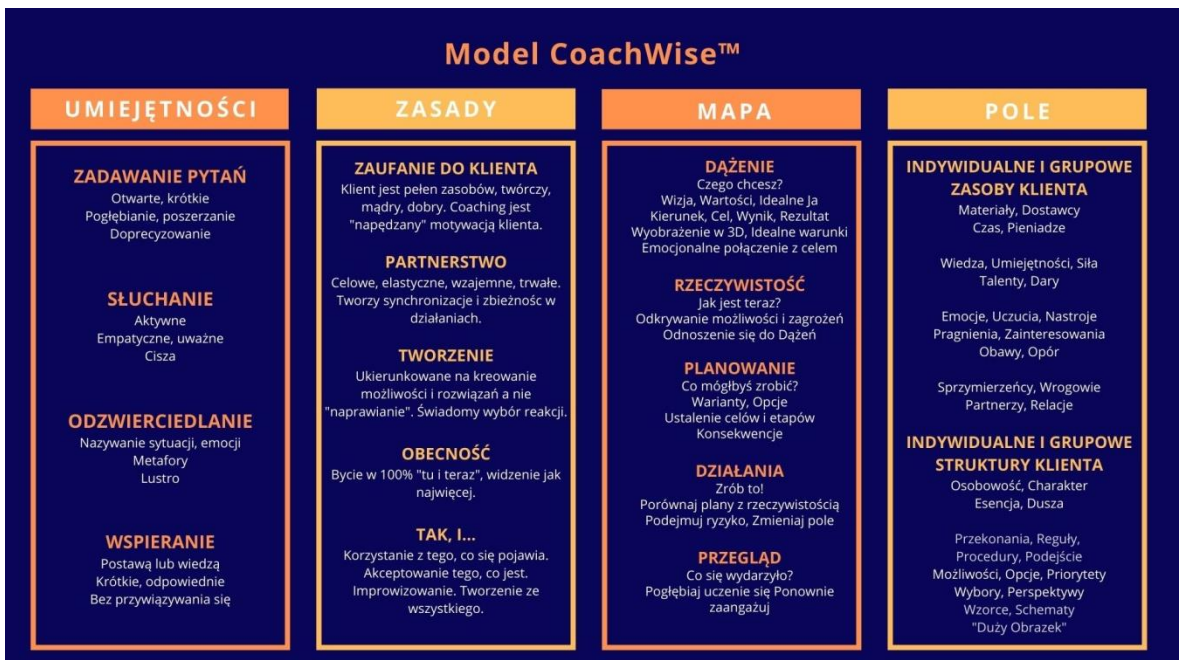 Model CoachWise™
UMIEJĘTNOŚCI
ZADAWANIE PYTAŃ
Otwarte, krótkie
Pogłębianie, poszerzanie
Doprecyzowanie
SŁUCHANIE
Aktywne
Empatyczne, uważne
Cisza
ODZWIERCIEDLANIE
Nazywanie sytuacji, emocji
Metafory
Lustro
WSPIERANIE
Postawą lub wiedzą
Krótkie, odpowiednie
Bez przywiązywania się
ZASADY
ZAUFANIE DO KLIENTA
Klient jest pełen zasobów, twórczy,
mądry, dobry. Coaching jest
"napędzany" motywacją klienta.
PARTNERSTWO
Celowe, elastyczne, wzajemne, trwałe.
Tworzy synchronizacje i zbieżnośc w
działaniach.
TWORZENIE
Ukierunkowane na kreowanie
możliwości i rozwiązań a nie
"naprawianie". Świadomy wybór reakcji.
OBECNOŚĆ
Bycie w 100% "tu i teraz", widzenie jak
najwięcej.
TAK, I...
Korzystanie z tego, co się pojawia.
Akceptowanie tego, co jest.
Improwizowanie. Tworzenie ze
wszystkiego.
MAPA
DĄŻENIE
Czego chcesz?
Wizja, Wartości, Idealne Ja
Kierunek, Cel, Wynik, Rezultat
Wyobrażenie w 3D, Idealne warunki
Emocjonalne połączenie z celem
RZECZYWISTOŚĆ
Jak jest teraz?
Odkrywanie możliwości i zagrożeń
Odnoszenie się do Dążeń
PLANOWANIE
Co mógłbyś zrobić?
Warianty, Opcje
Ustalenie celów i etapów
Konsekwencje
DZIAŁANIA
Zrób to!
Porównaj plany z rzeczywistością
Podejmuj ryzyko, Zmieniaj pole
PRZEGLĄD
Co się wydarzyło?
Pogłębiaj uczenie się Ponownie
zaangażuj
POLE
INDYWIDUALNE I GRUPOWE
ZASOBY KLIENTA
Materiały, Dostawcy
Czas, Pieniadze
Wiedza, Umiejętności, Siła
Talenty, Dary
Emocje, Uczucia, Nastroje
Pragnienia, Zainteresowania
Obawy, Opór
Sprzymierzeńcy, Wrogowie
Partnerzy, Relacje
INDYWIDUALNE I GRUPOWE
STRUKTURY KLIENTA
Osobowość, Charakter
Esencja, Dusza
Przekonania, Reguły,
Procedury, Podejście
Możliwości, Opcje, Priorytety
Wybory, Perspektywy
Wzorce, Schematy
"Duży Obrazek"